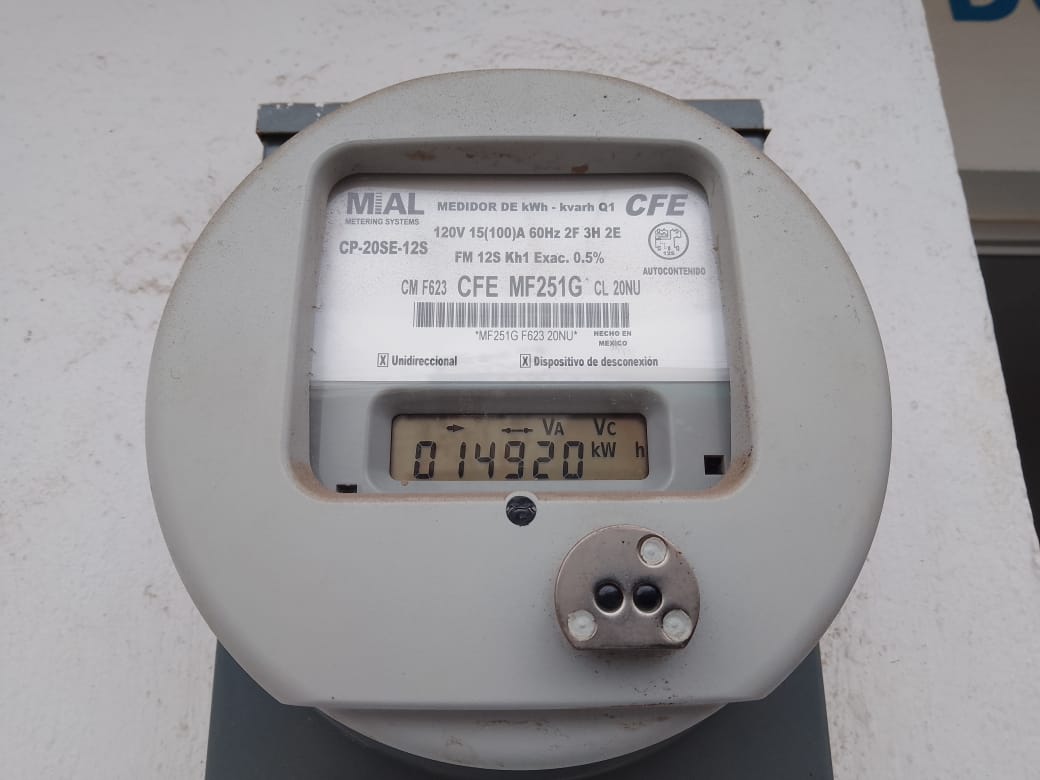 MIAL
METERING SYSTEMS
MEDIDOR DE kWh - kvarh Q1
CFE
120V 15(100)A 60Hz 2F 3H 2E
CP-20SE-12S
FM 12S Kh1 Exac. 0.5%
12S
AUTOCONTENIDO
CM F623 CFE MF251G CL 20NU
*MF251G F623 20NU*
HECHO EN
MEXICO
X Unidireccional
X Dispositivo de desconexión
VA VC
014920 kW h